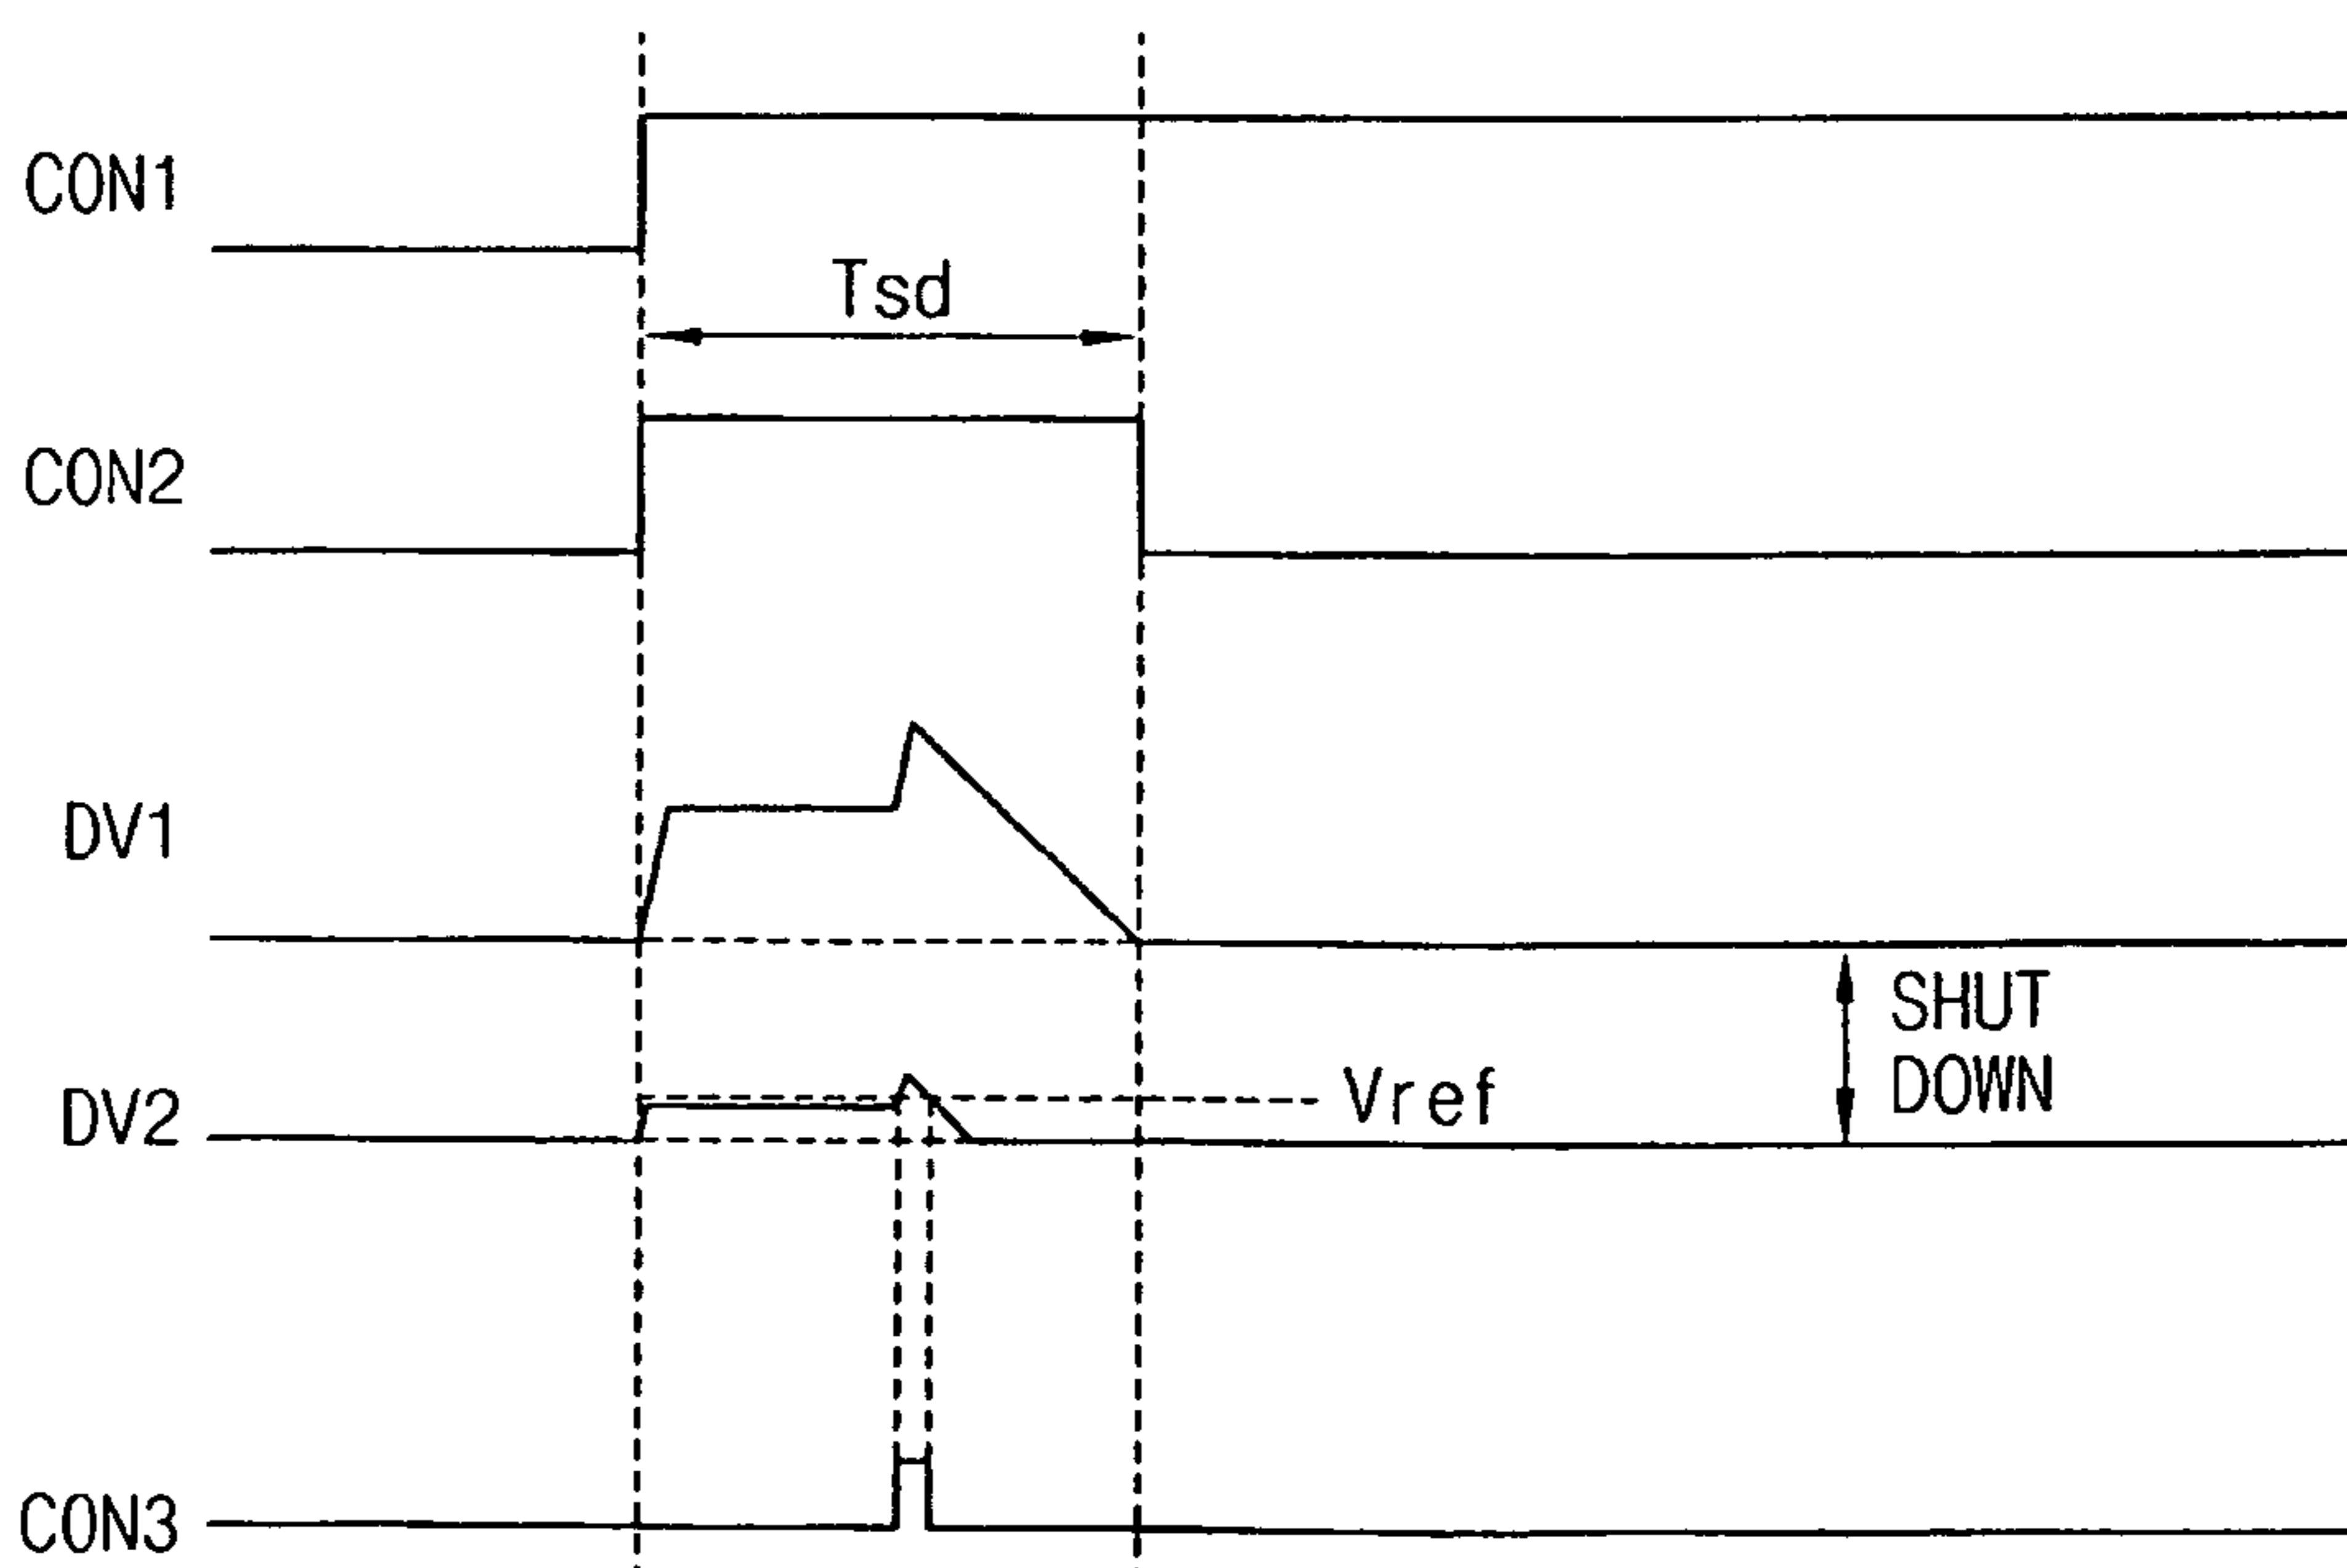 CON1
Tsd
CON2
DV1
SHUT
DOWN
DV2
Vref
CON3